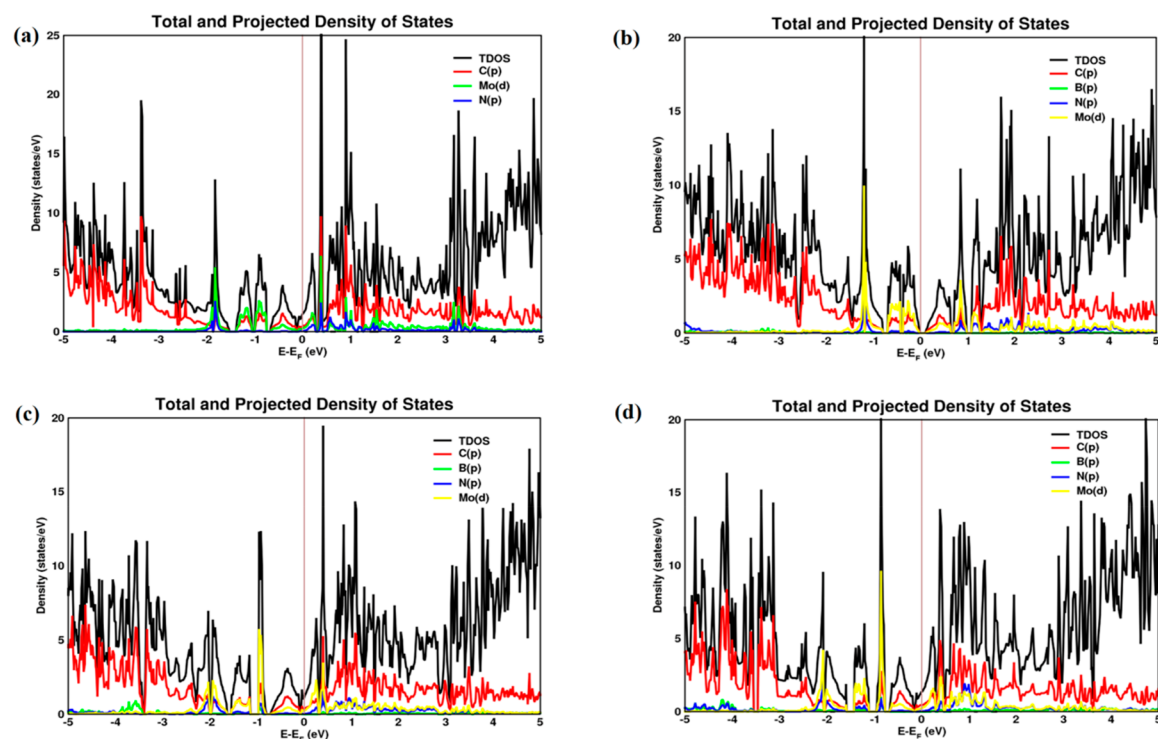 (a)
Total and Projected Density of States
25
20
15
10
5
0
Density (states/eV)
TDOS
C(p)
Mo(d)
N(p)
-5 -4 -3 -2 -1 0 1 2 3 4 5
E-E_F (eV)
(b)
Total and Projected Density of States
20
15
10
5
0
Density (states/eV)
TDOS
C(p)
B(p)
N(p)
Mo(d)
-5 -4 -3 -2 -1 0 1 2 3 4 5
E-E_F (eV)
(c)
Total and Projected Density of States
20
15
10
5
0
Density (states/eV)
TDOS
C(p)
B(p)
N(p)
Mo(d)
-5 -4 -3 -2 -1 0 1 2 3 4 5
E-E_F (eV)
(d)
Total and Projected Density of States
20
15
10
5
0
Density (states/eV)
TDOS
C(p)
B(p)
N(p)
Mo(d)
-5 -4 -3 -2 -1 0 1 2 3 4 5
E-E_F (eV)